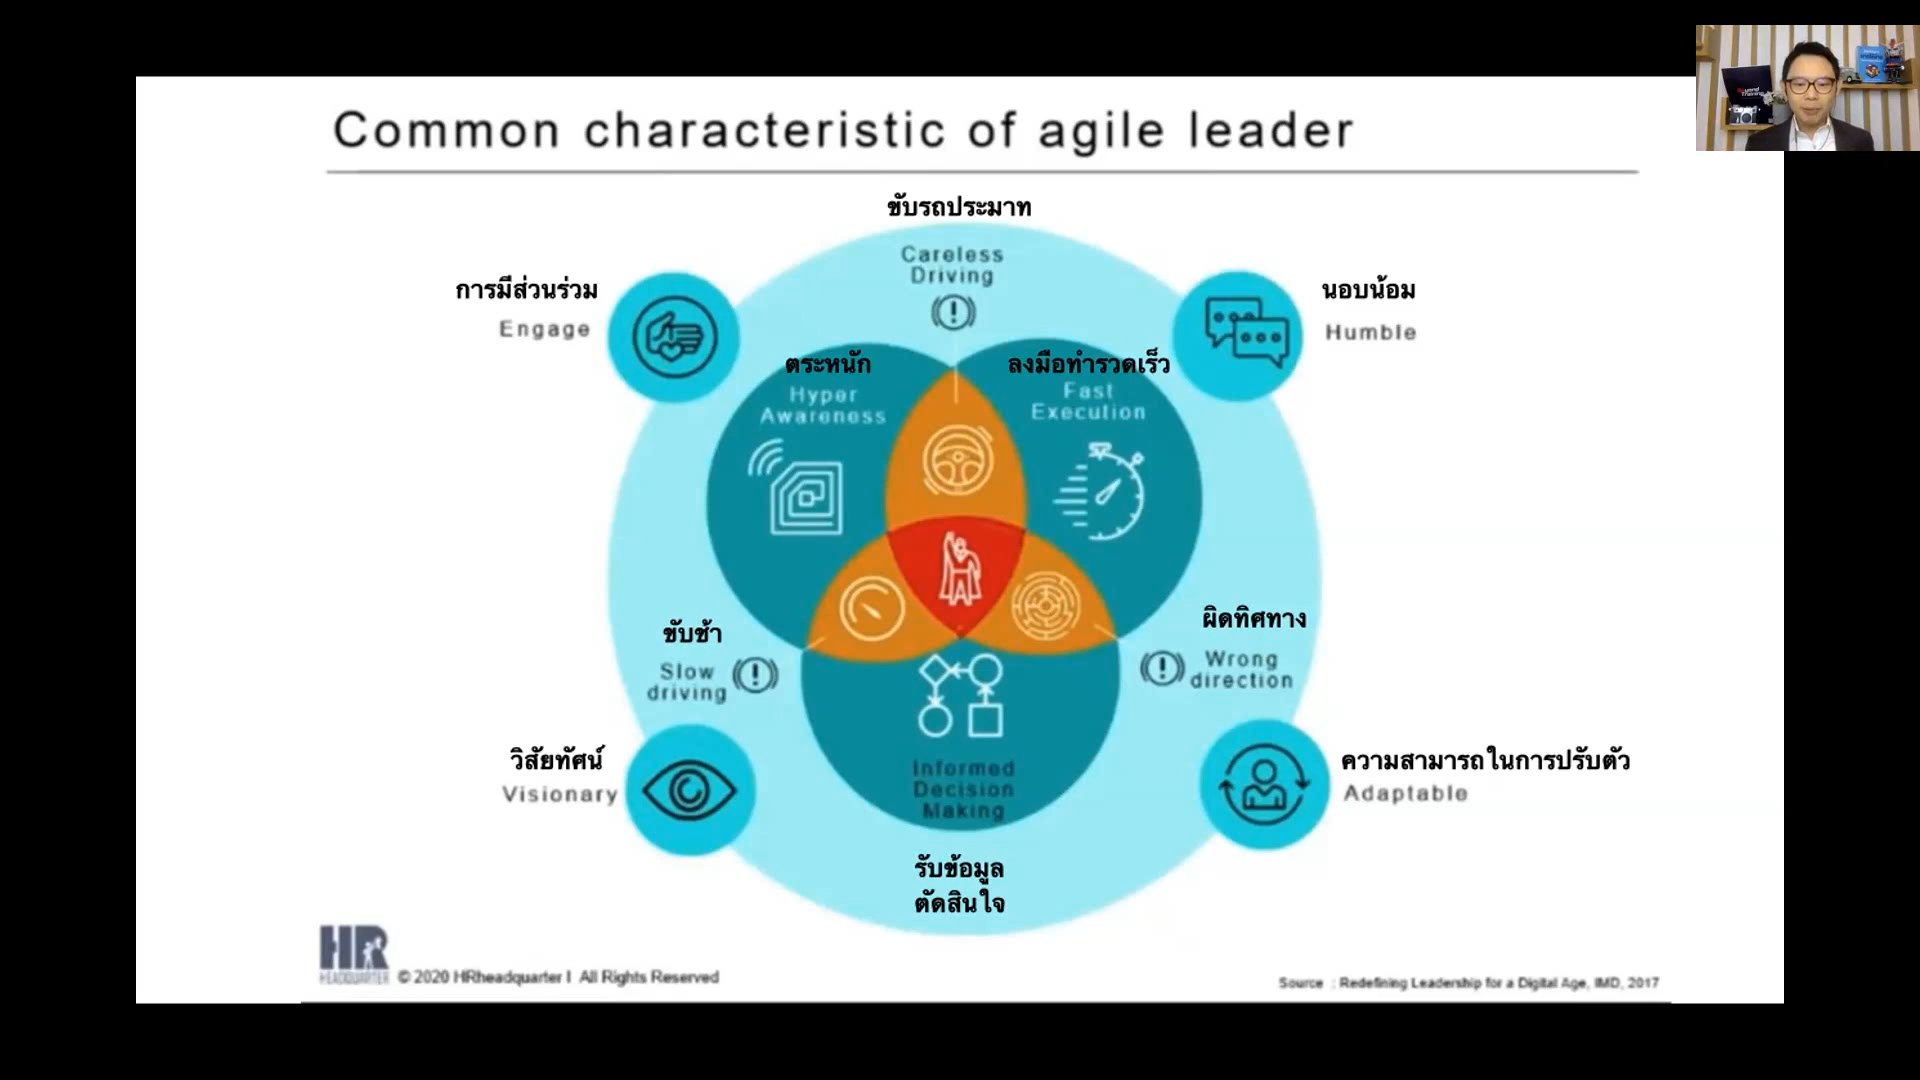 Common characteristic of agile leader
ขับรถประมาท
Careless
Driving
การมีส่วนร่วม
Engage
นอบน้อม
Humble
ตระหนัก
Hyper
Awareness
ลงมือทำรวดเร็ว
Fast
Execution
ขับช้า
Slow
driving
ผิดทิศทาง
Wrong
direction
วิสัยทัศน์
Visionary
Informed
Decision
Making
ความสามารถในการปรับตัว
Adaptable
รับข้อมูล
ตัดสินใจ
HR
HEADQUARTER
© 2020 HRheadquarter I All Rights Reserved
Source : Redefining Leadership for a Digital Age, IMD, 2017